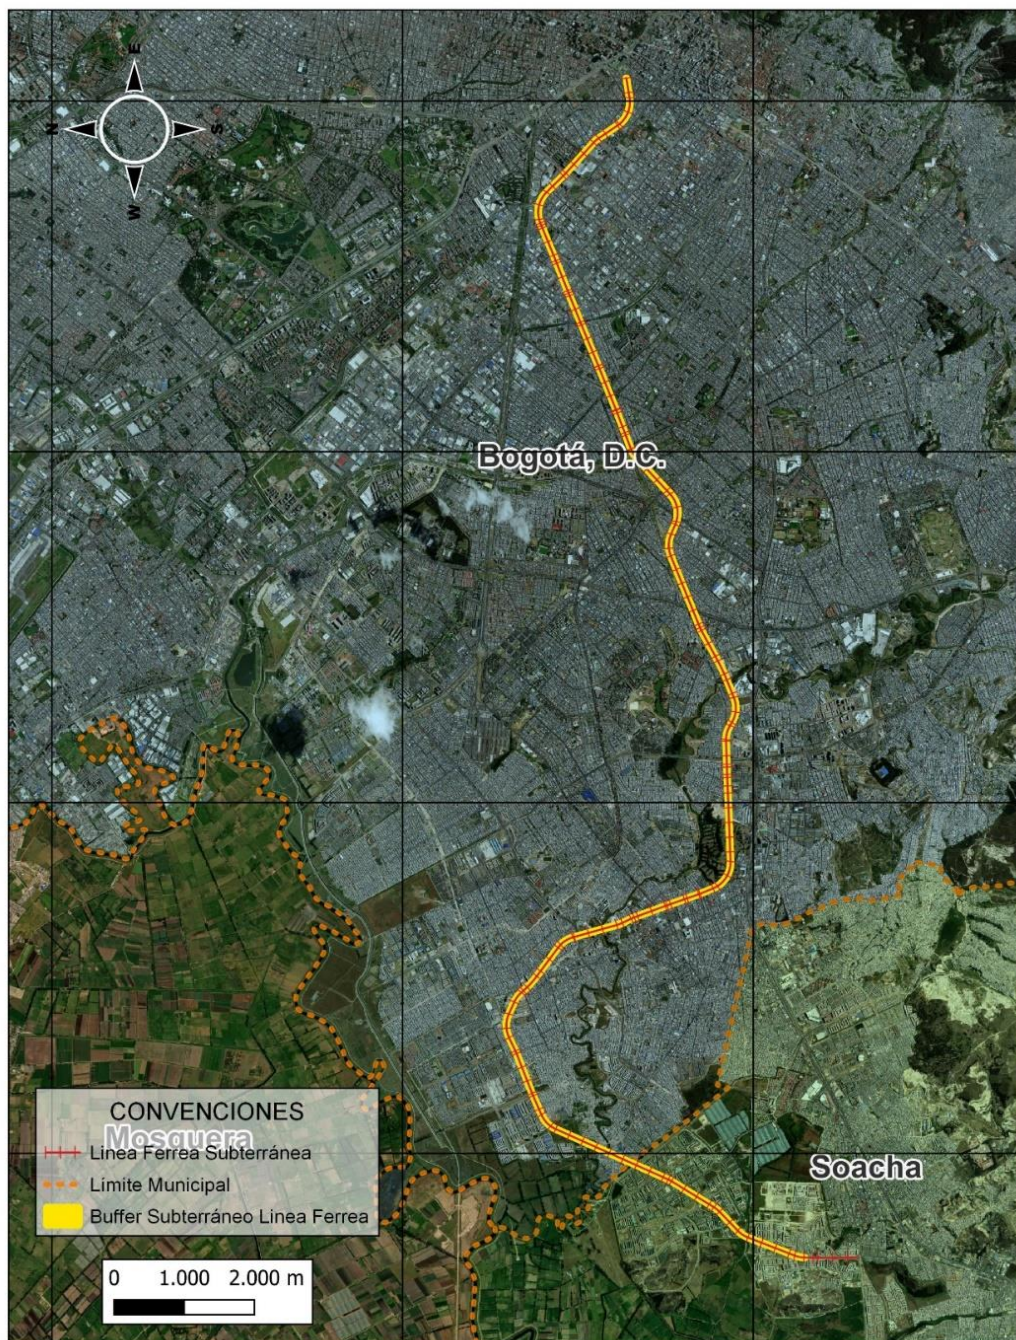 E
N
S
W
Bogotá, D.C.
Soacha
CONVENCIONES
Mosquera
Linea Ferrea Subterránea
Limite Municipal
Buffer Subterráneo Linea Ferrea
0 1.000 2.000 m